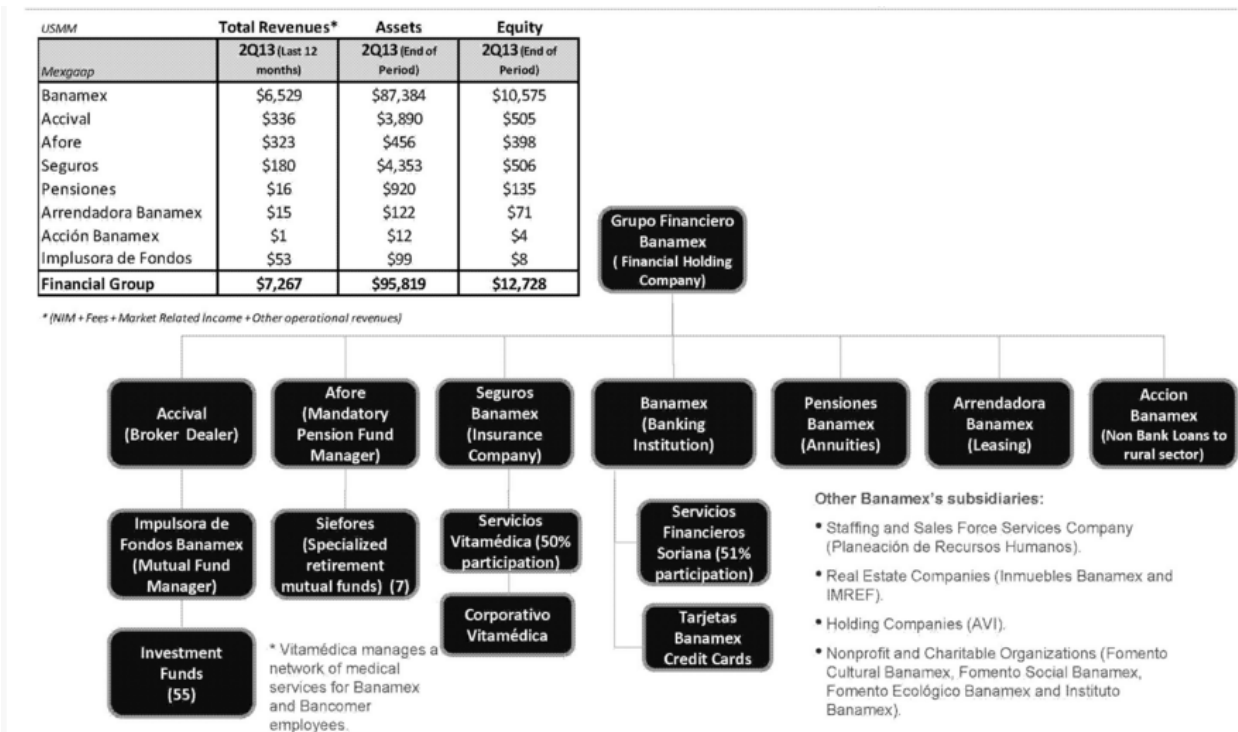 USMM Total Revenues* Assets Equity
Mexgaap 2Q13 (Last 12 months) 2Q13 (End of Period) 2Q13 (End of Period)
Banamex $6,529 $87,384 $10,575
Accival $336 $3,890 $505
Afore $323 $456 $398
Seguros $180 $4,353 $506
Pensiones $16 $920 $135
Arrendadora Banamex $15 $122 $71
Acción Banamex $1 $12 $4
Implusora de Fondos $53 $99 $8
Financial Group $7,267 $95,819 $12,728
* (NIM + Fees + Market Related Income + Other operational revenues)
Grupo Financiero
Banamex
( Financial Holding
Company)
Accival
(Broker Dealer)
Afore
(Mandatory
Pension Fund
Manager)
Seguros
Banamex
(Insurance
Company)
Banamex
(Banking
Institution)
Pensiones
Banamex
(Annuities)
Arrendadora
Banamex
(Leasing)
Accion
Banamex
(Non Bank Loans to
rural sector)
Impulsora de
Fondos Banamex
(Mutual Fund
Manager)
Siefores
(Specialized
retirement
mutual funds) (7)
Servicios
Vitamédica (50%
participation)
Servicios
Financieros
Soriana (51%
participation)
Investment
Funds
(55)
Corporativo
Vitamédica
Tarjetas
Banamex
Credit Cards
* Vitamédica manages a
network of medical
services for Banamex
and Bancomer
employees.
Other Banamex's subsidiaries:
• Staffing and Sales Force Services Company
(Planeación de Recursos Humanos).
• Real Estate Companies (Inmuebles Banamex and
IMREF).
• Holding Companies (AVI).
• Nonprofit and Charitable Organizations (Fomento
Cultural Banamex, Fomento Social Banamex,
Fomento Ecológico Banamex and Instituto
Banamex).